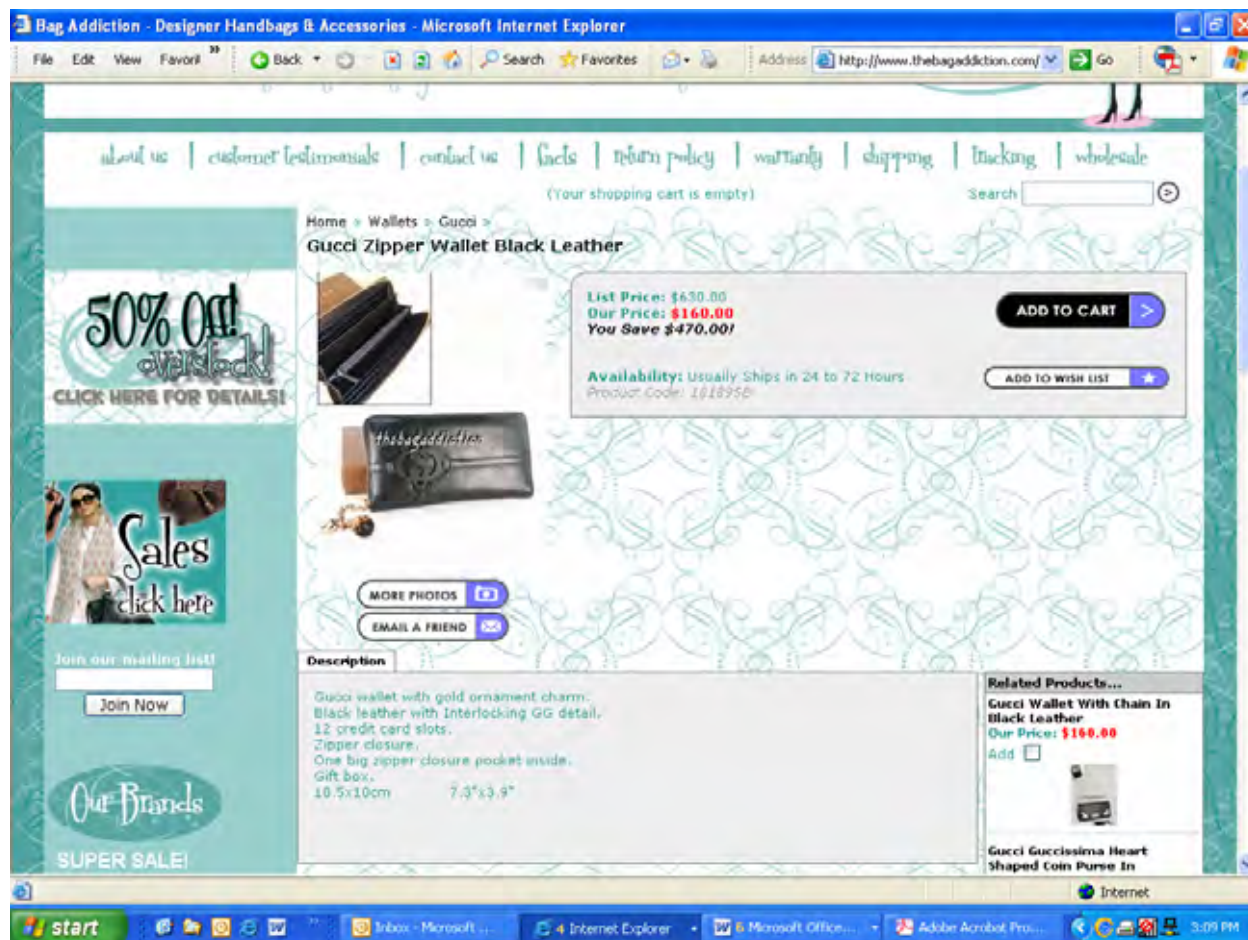 Bag Addiction - Designer Handbags & Accessories - Microsoft Internet Explorer
File Edit View Favorit » Back Search Favorites Address http://www.thebagaddiction.com/ Go
about us | customer testimonials | contact us | facts | return policy | warranty | shipping | tracking | wholesale
(Your shopping cart is empty) Search
Home > Wallets > Gucci >
Gucci Zipper Wallet Black Leather
50% Off!
overstock!
CLICK HERE FOR DETAILS!
List Price: $630.00
Our Price: $160.00
You Save $470.00!
ADD TO CART
Availability: Usually Ships in 24 to 72 Hours
Product Code: 181895B
ADD TO WISH LIST
thebagaddiction
Sales
click here
MORE PHOTOS
EMAIL A FRIEND
Join our mailing list!
Join Now
Description
Gucci wallet with gold ornament charm.
Black leather with Interlocking GG detail.
12 credit card slots.
Zipper closure.
One big zipper closure pocket inside.
Gift box.
18.5x10cm 7.3"x3.9"
Related Products...
Gucci Wallet With Chain In
Black Leather
Our Price: $160.00
Add
Gucci Guccissima Heart
Shaped Coin Purse In
Our Brands
SUPER SALE!
Internet
start Inbox - Microsoft ... 4 Internet Explorer 6 Microsoft Office... Adobe Acrobat Pro... 3:09 PM